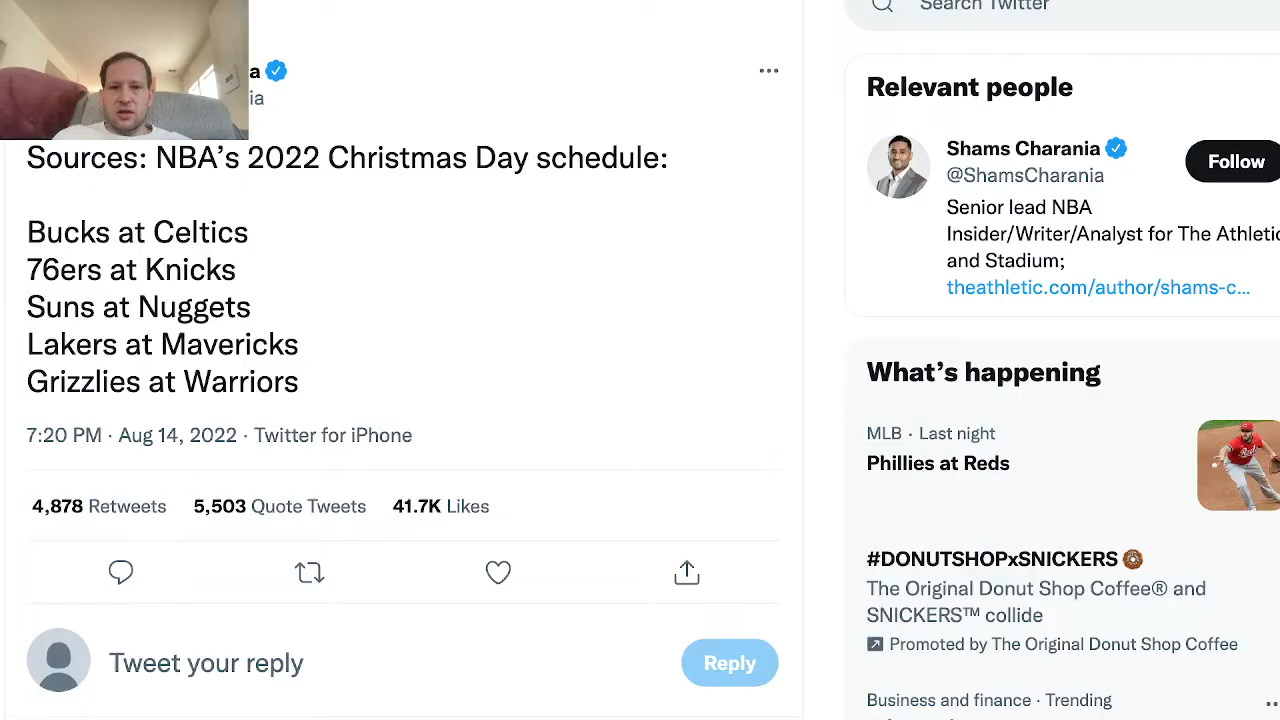 Search Twitter
a
ia
Sources: NBA’s 2022 Christmas Day schedule:
Bucks at Celtics
76ers at Knicks
Suns at Nuggets
Lakers at Mavericks
Grizzlies at Warriors
7:20 PM · Aug 14, 2022 · Twitter for iPhone
4,878 Retweets 5,503 Quote Tweets 41.7K Likes
Tweet your reply
Reply
Relevant people
Shams Charania
@ShamsCharania
Follow
Senior lead NBA
Insider/Writer/Analyst for The Athletic
and Stadium;
theathletic.com/author/shams-c...
What’s happening
MLB · Last night
Phillies at Reds
#DONUTSHOPxSNICKERS
The Original Donut Shop Coffee® and
SNICKERS™ collide
Promoted by The Original Donut Shop Coffee
Business and finance · Trending